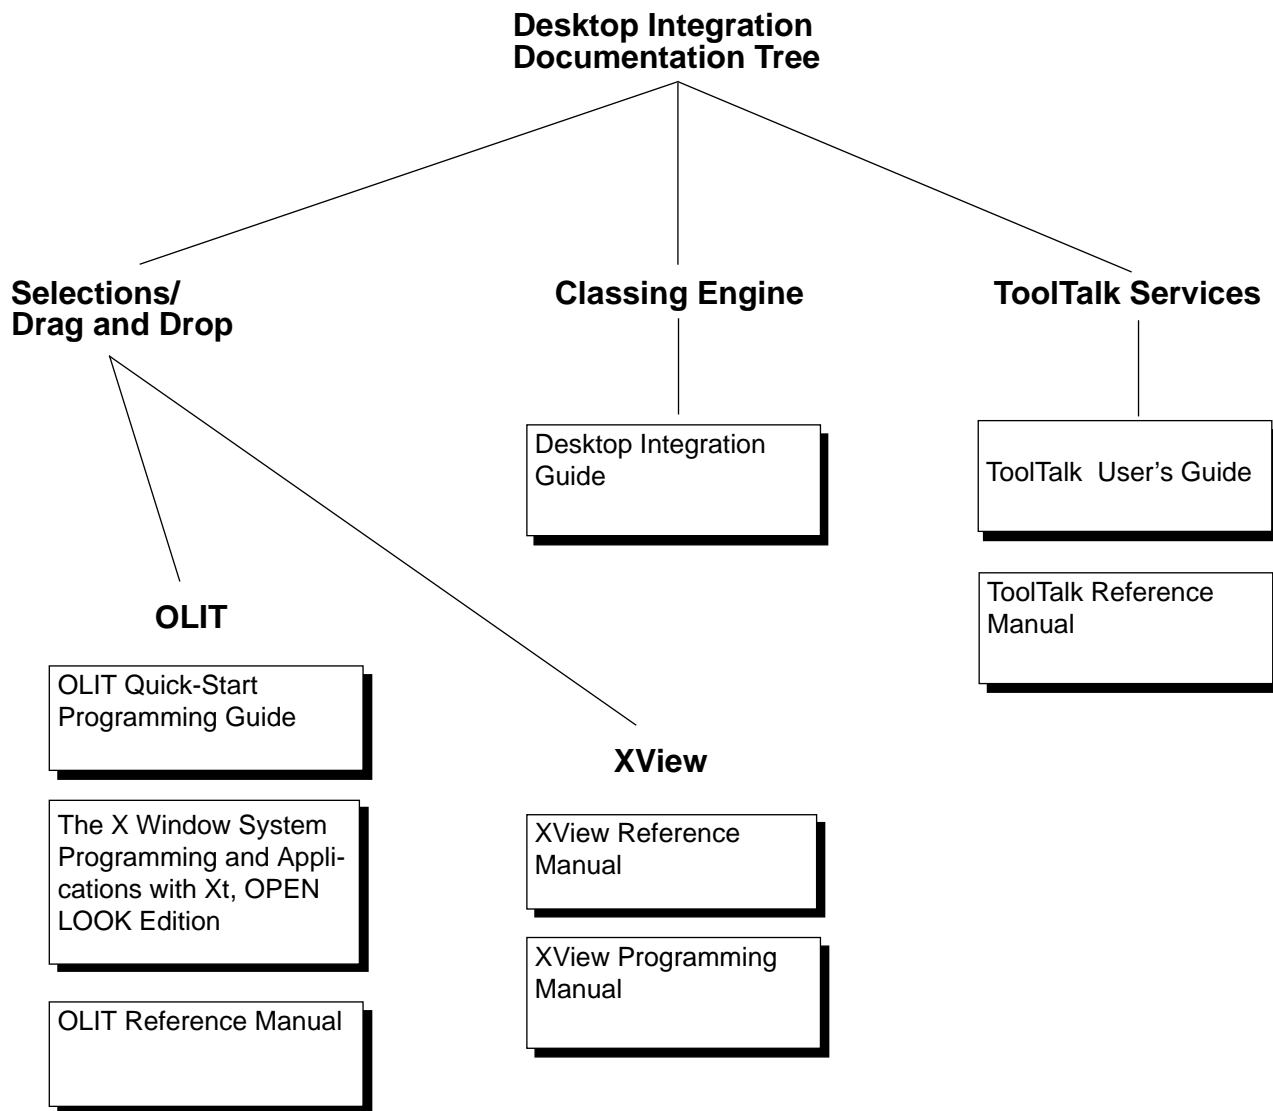 Desktop Integration
Documentation Tree
Selections/
Drag and Drop
Classing Engine
ToolTalk Services
Desktop Integration
Guide
ToolTalk  User's Guide
ToolTalk Reference
Manual
OLIT
OLIT Quick-Start
Programming Guide
The X Window System
Programming and Appli-
cations with Xt, OPEN
LOOK Edition
OLIT Reference Manual
XView
XView Reference
Manual
XView Programming
Manual